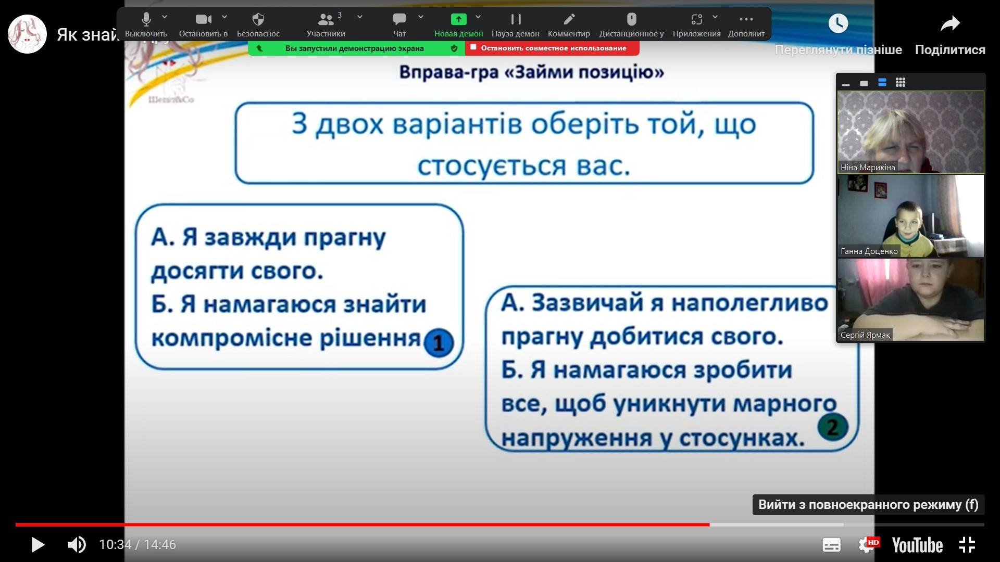 Як знай
Выключить
Остановить в
Безопаснос
3
Участники
Чат
Новая демон
Пауза демон
Комментир
Дистанционное у
Приложения
Дополнит
Вы запустили демонстрацию экрана
Остановить совместное использование
Переглянути пізніше
Поділитися
Вправа-гра «Займи позицію»
З двох варіантів оберіть той, що
стосується вас.
А. Я завжди прагну
досягти свого.
Б. Я намагаюся знайти
компромісне рішення
1
А. Зазвичай я наполегливо
прагну добитися свого.
Б. Я намагаюся зробити
все, щоб уникнути марного
напруження у стосунках.
2
Ніна Марикіна
Ганна Доценко
Сергій Ярмак
Вийти з повноекранного режиму (f)
10:34 / 14:46
HD
YouTube